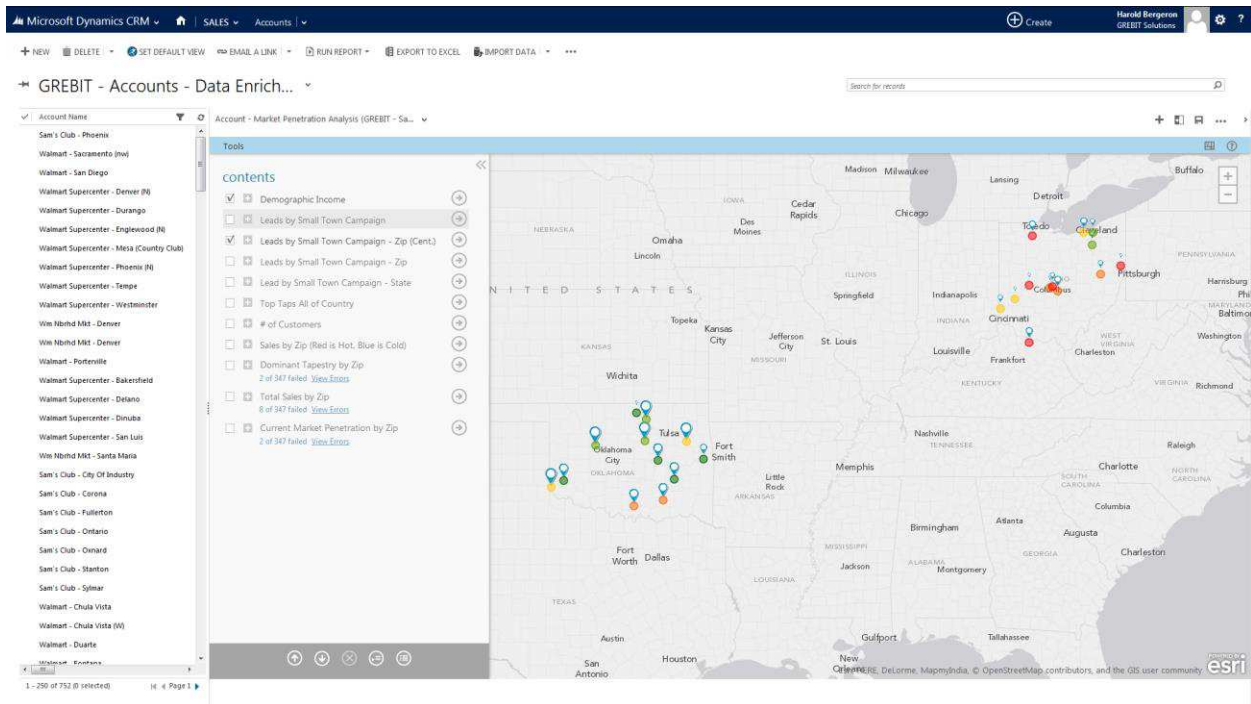 Microsoft Dynamics CRM
SALES
Accounts
Create
Harold Bergeron
GREBIT Solutions
?
NEW
DELETE
SET DEFAULT VIEW
EMAIL A LINK
RUN REPORT
EXPORT TO EXCEL
IMPORT DATA
GREBIT - Accounts - Data Enrich...
Search for records
Account Name
Sam's Club - Phoenix
Walmart - Sacramento (nw)
Walmart - San Diego
Walmart Supercenter - Denver (N)
Walmart Supercenter - Durango
Walmart Supercenter - Englewood (N)
Walmart Supercenter - Mesa (Country Club)
Walmart Supercenter - Phoenix (N)
Walmart Supercenter - Tempe
Walmart Supercenter - Westminster
Wm Nbrhd Mkt - Denver
Wm Nbrhd Mkt - Denver
Walmart - Porterville
Walmart Supercenter - Bakersfield
Walmart Supercenter - Delano
Walmart Supercenter - Dinuba
Walmart Supercenter - San Luis
Wm Nbrhd Mkt - Santa Maria
Sam's Club - City Of Industry
Sam's Club - Corona
Sam's Club - Fullerton
Sam's Club - Ontario
Sam's Club - Oxnard
Sam's Club - Stanton
Sam's Club - Sylmar
Walmart - Chula Vista
Walmart - Chula Vista (W)
Walmart - Duarte
Walmart - Fontana
1 - 250 of 752 (0 selected)
Page 1
Account - Market Penetration Analysis (GREBIT - Sa...
Tools
contents
Demographic Income
Leads by Small Town Campaign
Leads by Small Town Campaign - Zip (Cent.)
Leads by Small Town Campaign - Zip
Lead by Small Town Campaign - State
Top Taps All of Country
# of Customers
Sales by Zip (Red is Hot, Blue is Cold)
Dominant Tapestry by Zip
2 of 347 failed View Errors
Total Sales by Zip
8 of 347 failed View Errors
Current Market Penetration by Zip
2 of 347 failed View Errors
Madison
Milwaukee
Lansing
Buffalo
Detroit
IOWA
Cedar
Rapids
Chicago
Des
Moines
Toledo
Cleveland
NEBRASKA
Omaha
Lincoln
PENNSYLVANIA
Pittsburgh
ILLINOIS
Harrisburg
Phi
UNITED STATES
Springfield
Indianapolis
Columbus
MARYLAND
Baltimor
Topeka
Kansas
City
INDIANA
Cincinnati
KANSAS
Jefferson
City
St. Louis
WEST
VIRGINIA
Washington
MISSOURI
Louisville
Frankfort
Charleston
Wichita
KENTUCKY
VIRGINIA
Richmond
Tulsa
Oklahoma
City
Fort
Smith
Nashville
TENNESSEE
Raleigh
OKLAHOMA
Little
Rock
Memphis
Charlotte
NORTH
CAROLINA
SOUTH
CAROLINA
ARKANSAS
Columbia
Birmingham
Atlanta
Augusta
Fort
Worth
Dallas
MISSISSIPPI
GEORGIA
Charleston
Jackson
ALABAMA
Montgomery
LOUISIANA
TEXAS
Austin
Gulfport
Tallahassee
San
Antonio
Houston
New
Orleans
HERE, DeLorme, MapmyIndia, © OpenStreetMap contributors, and the GIS user community
POWERED BY
esri